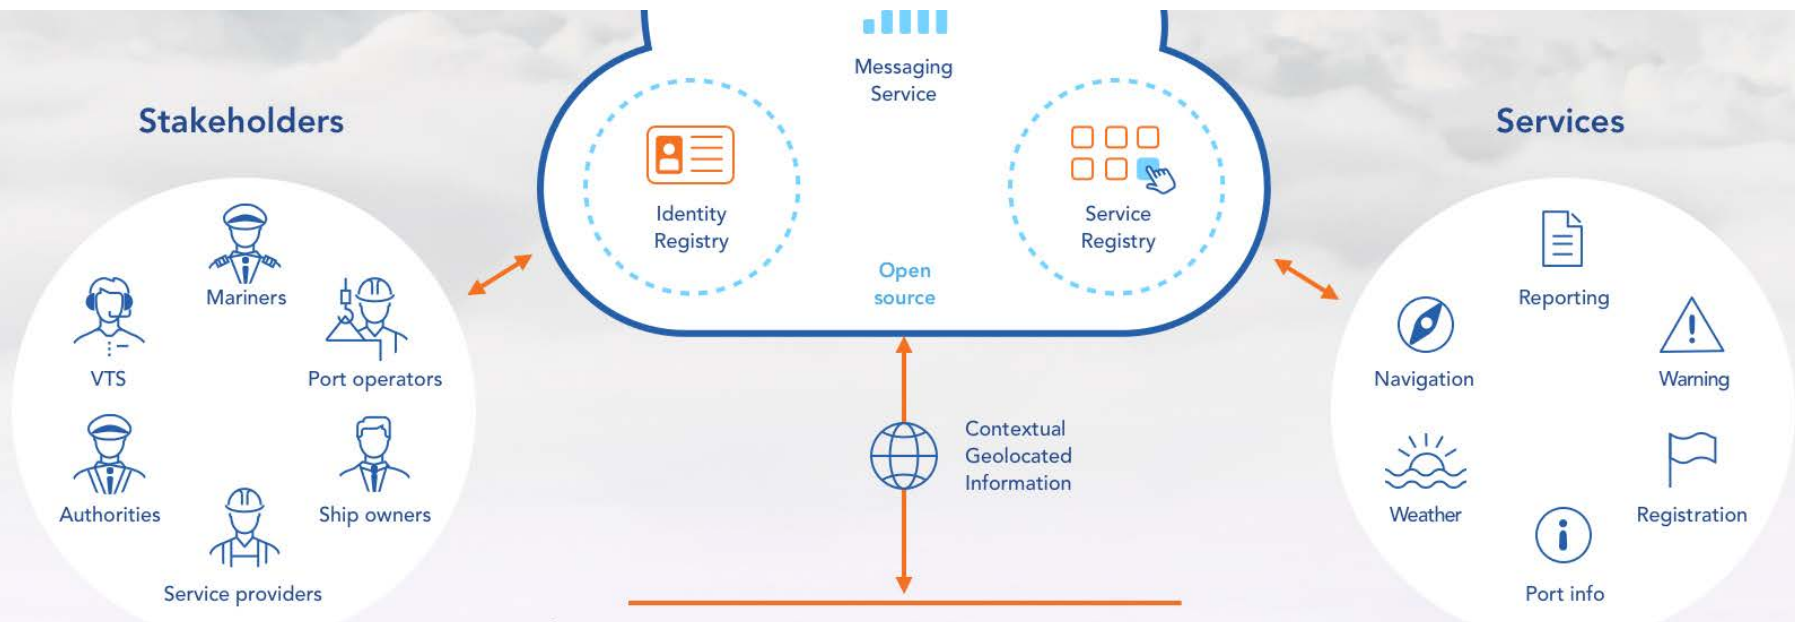 Messaging
Service
Stakeholders
Services
Identity
Registry
Service
Registry
Open
source
Mariners
VTS
Port operators
Authorities
Ship owners
Service providers
Contextual
Geolocated
Information
Reporting
Navigation
Warning
Weather
Registration
Port info